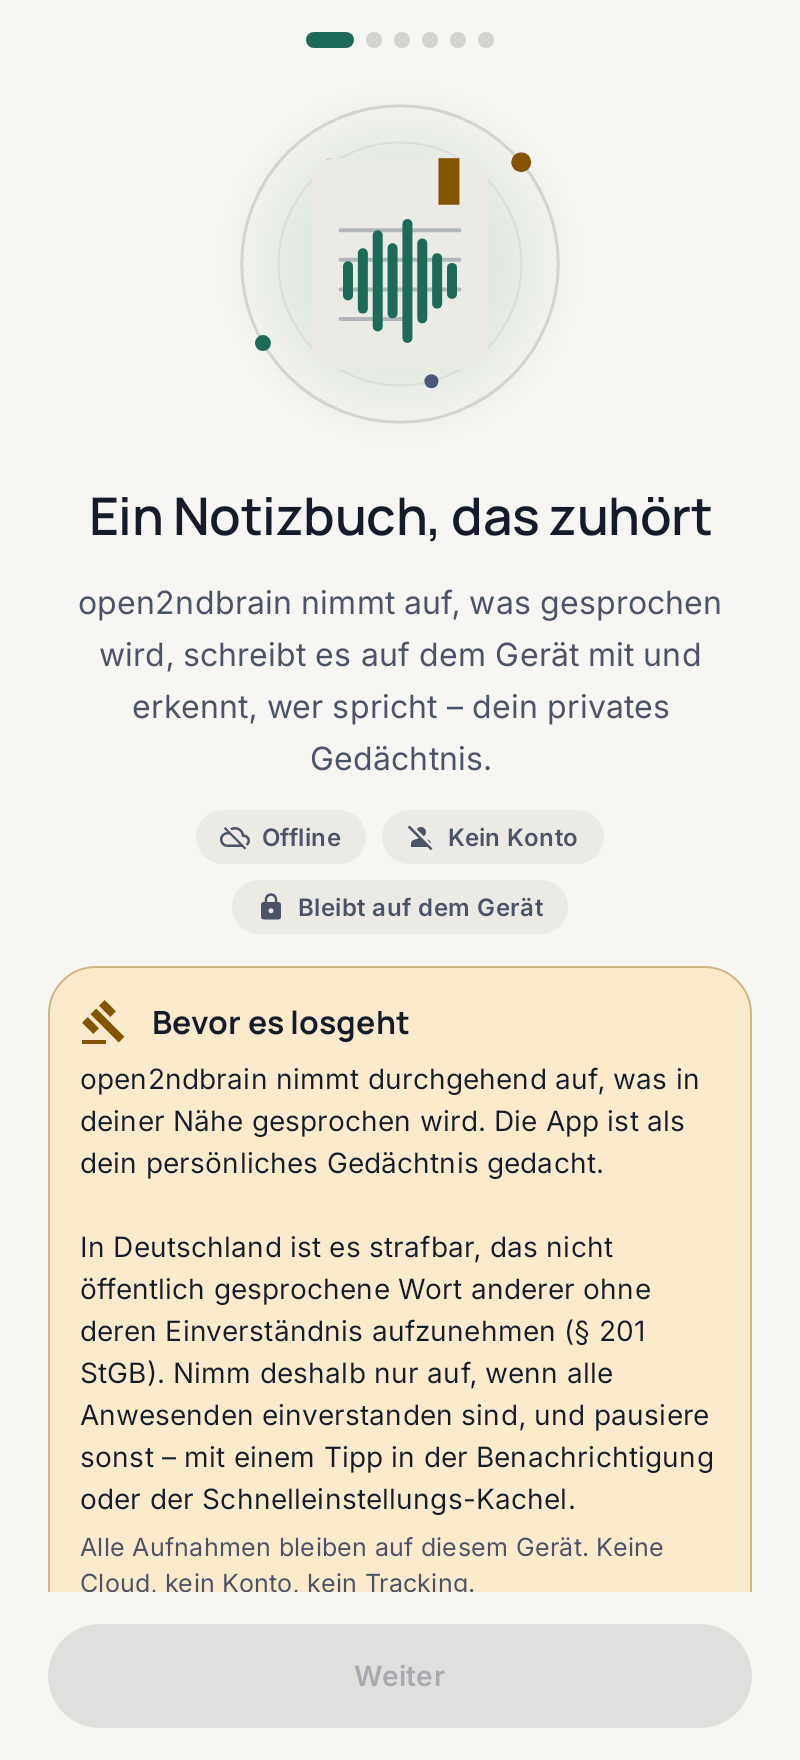 Ein Notizbuch, das zuhört
open2ndbrain nimmt auf, was gesprochen
wird, schreibt es auf dem Gerät mit und
erkennt, wer spricht – dein privates
Gedächtnis.
Offline
Kein Konto
Bleibt auf dem Gerät
Bevor es losgeht
open2ndbrain nimmt durchgehend auf, was in
deiner Nähe gesprochen wird. Die App ist als
dein persönliches Gedächtnis gedacht.
In Deutschland ist es strafbar, das nicht
öffentlich gesprochene Wort anderer ohne
deren Einverständnis aufzunehmen (§ 201
StGB). Nimm deshalb nur auf, wenn alle
Anwesenden einverstanden sind, und pausiere
sonst – mit einem Tipp in der Benachrichtigung
oder der Schnelleinstellungs-Kachel.
Alle Aufnahmen bleiben auf diesem Gerät. Keine
Cloud, kein Konto, kein Tracking.
Weiter